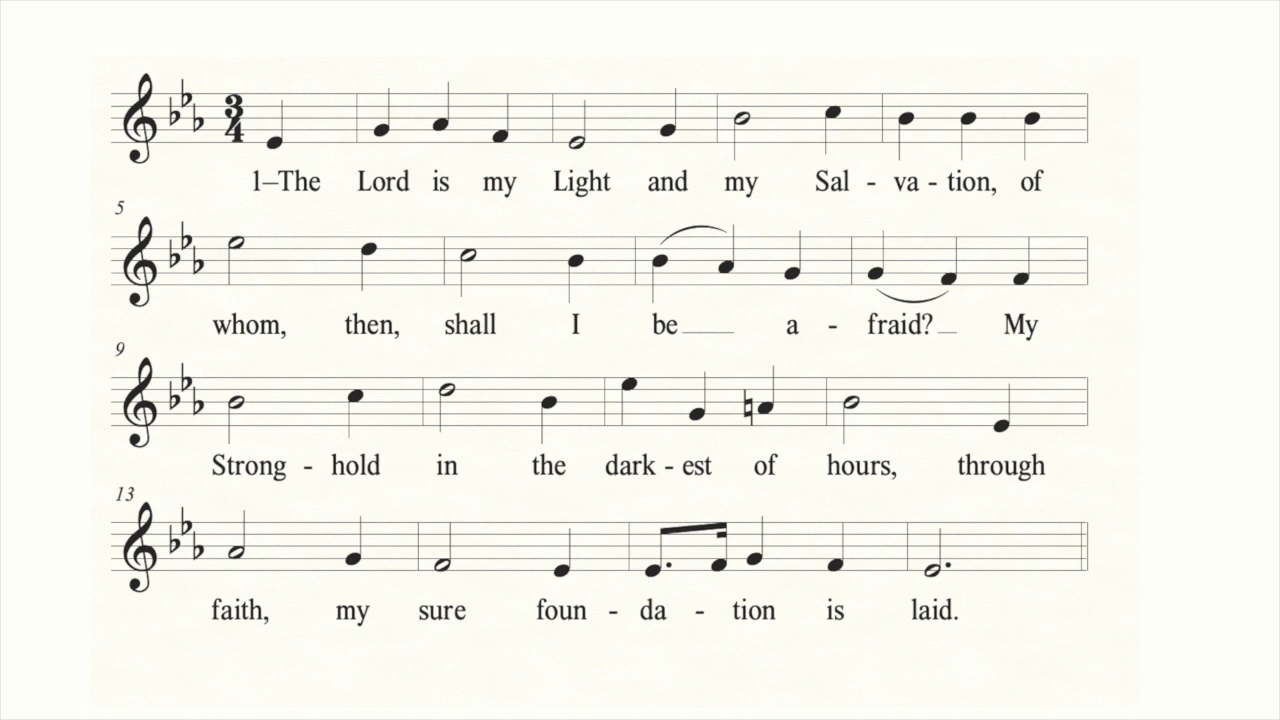 3
4
1–The Lord is my Light and my Sal - va - tion, of
5
whom, then, shall I be a - fraid? My
9
Strong - hold in the dark - est of hours, through
13
faith, my sure foun - da - tion is laid.